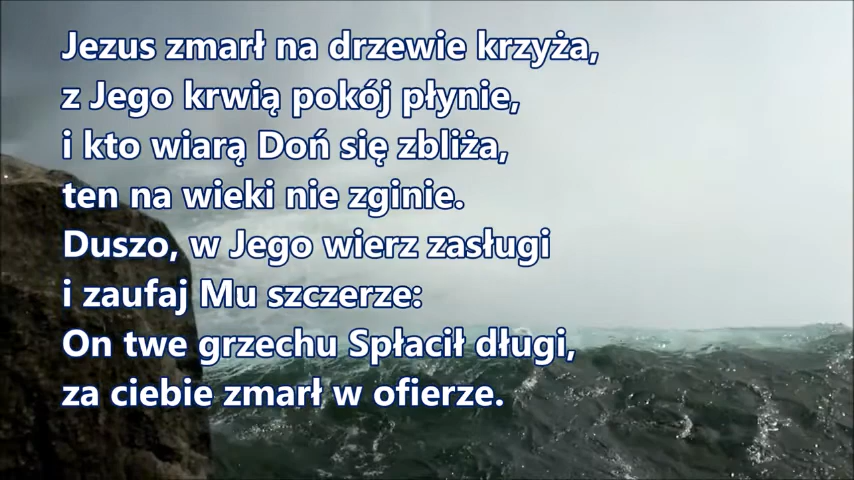 Jezus zmarł na drzewie krzyża,
z Jego krwią pokój płynie,
i kto wiarą Doń się zbliża,
ten na wieki nie zginie.
Duszo, w Jego wierz zasługi
i zaufaj Mu szczerze:
On twe grzechu Spłacił długi,
za ciebie zmarł w ofierze.